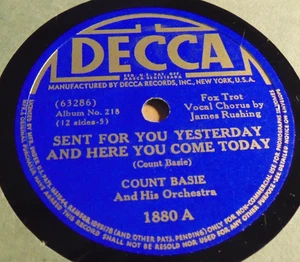 DECCA
MANUFACTURED BY DECCA RECORDS, INC., NEW YORK, U.S.A.
(63286)
Fox Trot
Album No. 218
Vocal Chorus by
(12 sides-5)
James Rushing
SENT FOR YOU YESTERDAY
AND HERE YOU COME TODAY
(Count Basie)
COUNT BASIE
And His Orchestra
1880 A